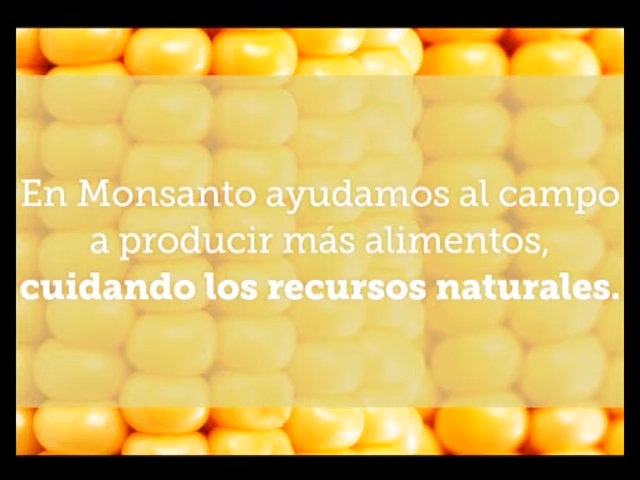 En Monsanto ayudamos al campo
a producir más alimentos,
cuidando los recursos naturales.